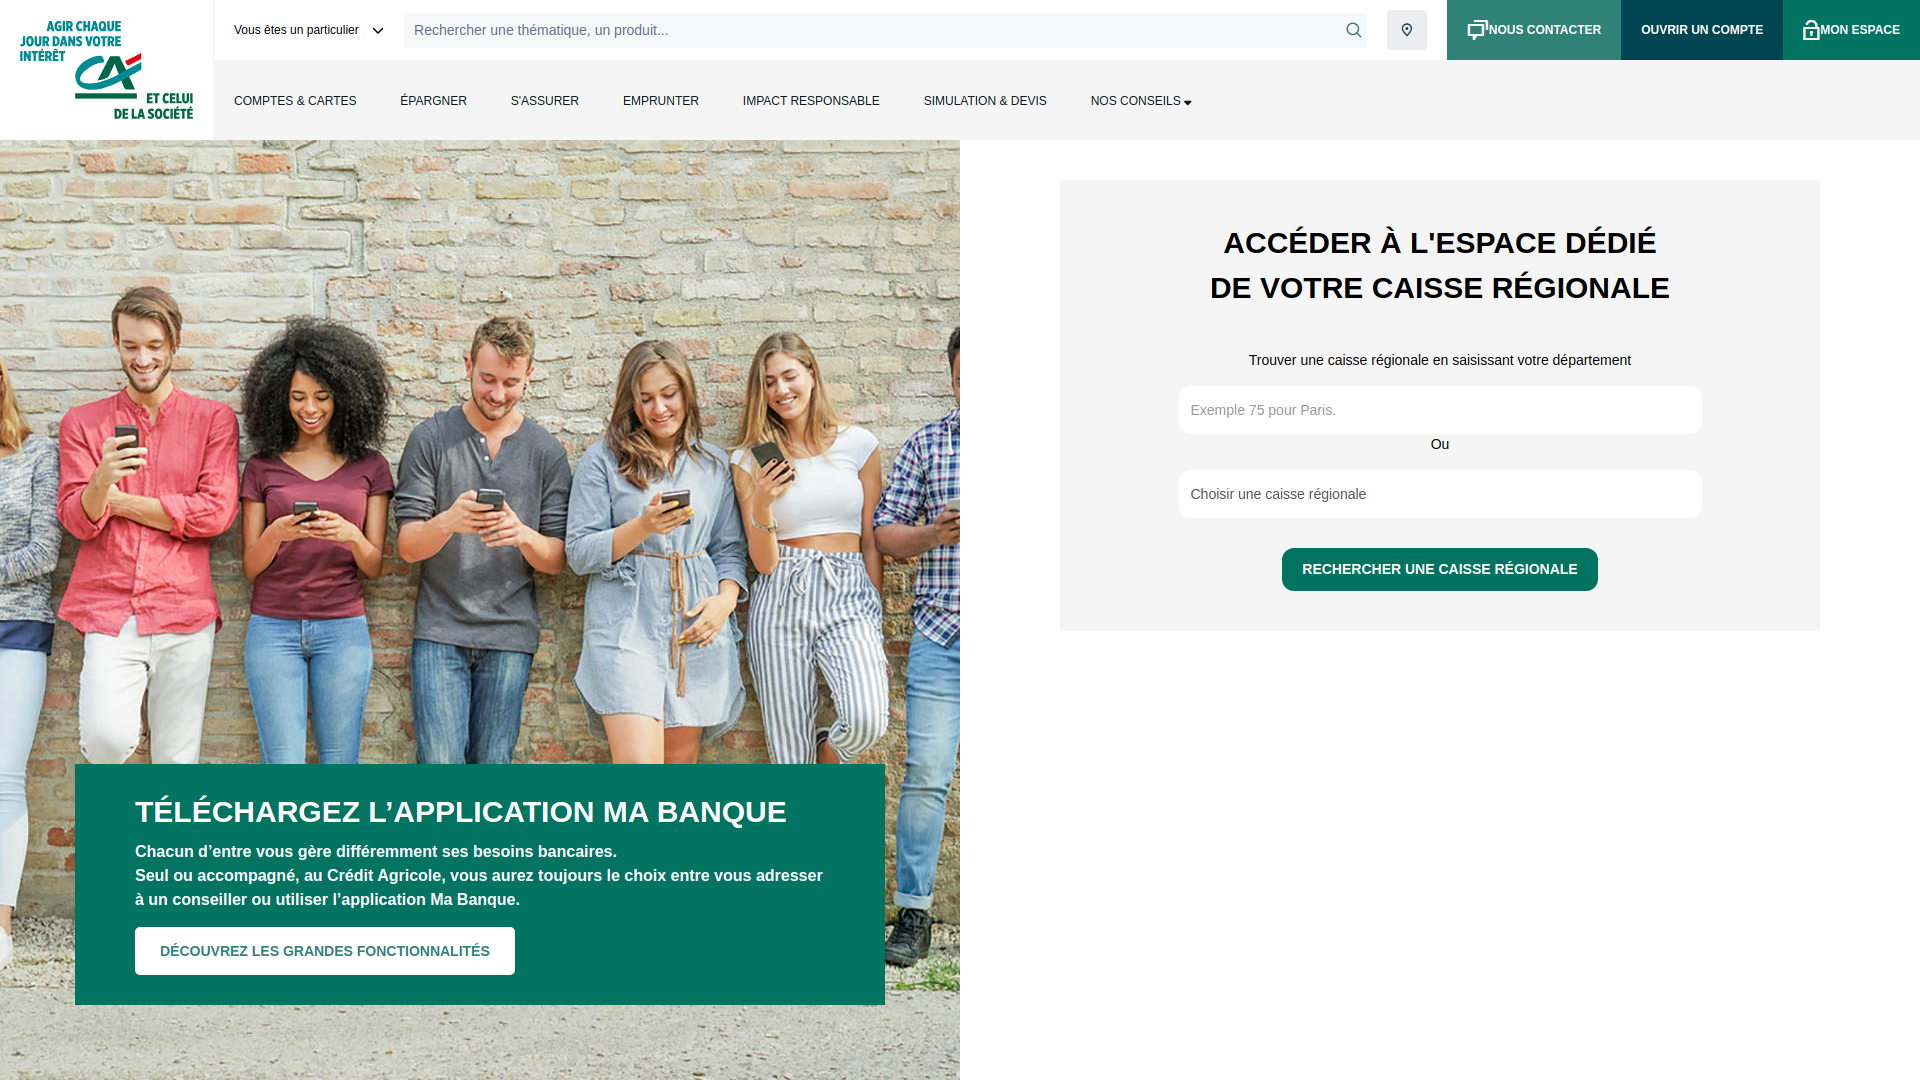 AGIR CHAQUE
JOUR DANS VOTRE
INTÉRÊT
ET CELUI
DE LA SOCIÉTÉ
Vous êtes un particulier
Rechercher une thématique, un produit...
NOUS CONTACTER
OUVRIR UN COMPTE
MON ESPACE
COMPTES & CARTES
ÉPARGNER
S'ASSURER
EMPRUNTER
IMPACT RESPONSABLE
SIMULATION & DEVIS
NOS CONSEILS
ACCÉDER À L'ESPACE DÉDIÉ
DE VOTRE CAISSE RÉGIONALE
Trouver une caisse régionale en saisissant votre département
Exemple 75 pour Paris.
Ou
Choisir une caisse régionale
RECHERCHER UNE CAISSE RÉGIONALE
TÉLÉCHARGEZ L’APPLICATION MA BANQUE
Chacun d’entre vous gère différemment ses besoins bancaires.
Seul ou accompagné, au Crédit Agricole, vous aurez toujours le choix entre vous adresser
à un conseiller ou utiliser l’application Ma Banque.
DÉCOUVREZ LES GRANDES FONCTIONNALITÉS